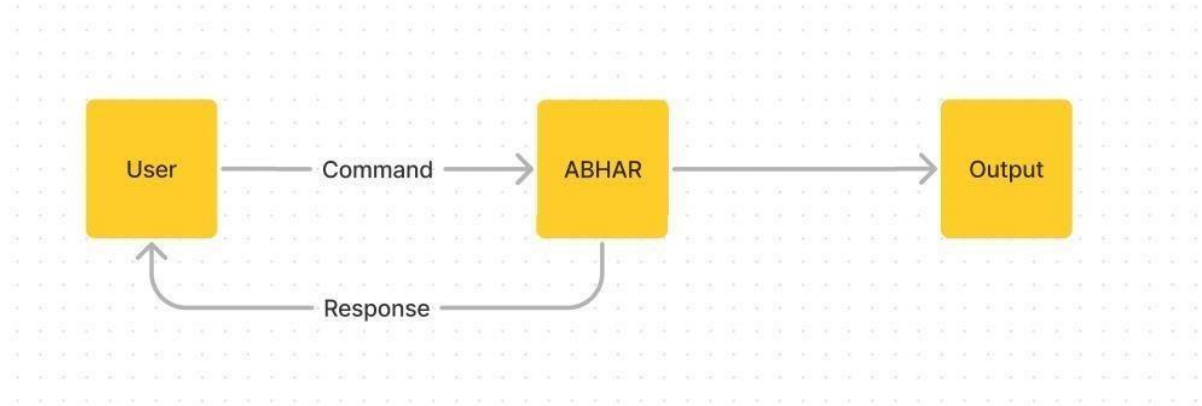 User
Command
ABHAR
Output
Response